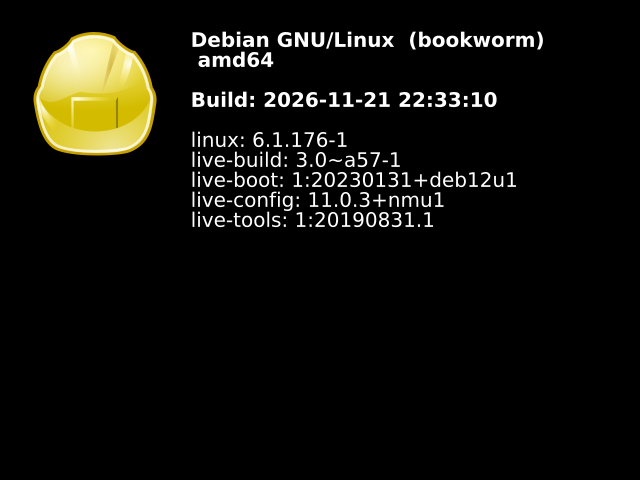 Debian GNU/Linux  (bookworm)
amd64
Build: 2026-11-21 22:33:10
linux: 6.1.176-1
live-build: 3.0~a57-1
live-boot: 1:20230131+deb12u1
live-config: 11.0.3+nmu1
live-tools: 1:20190831.1